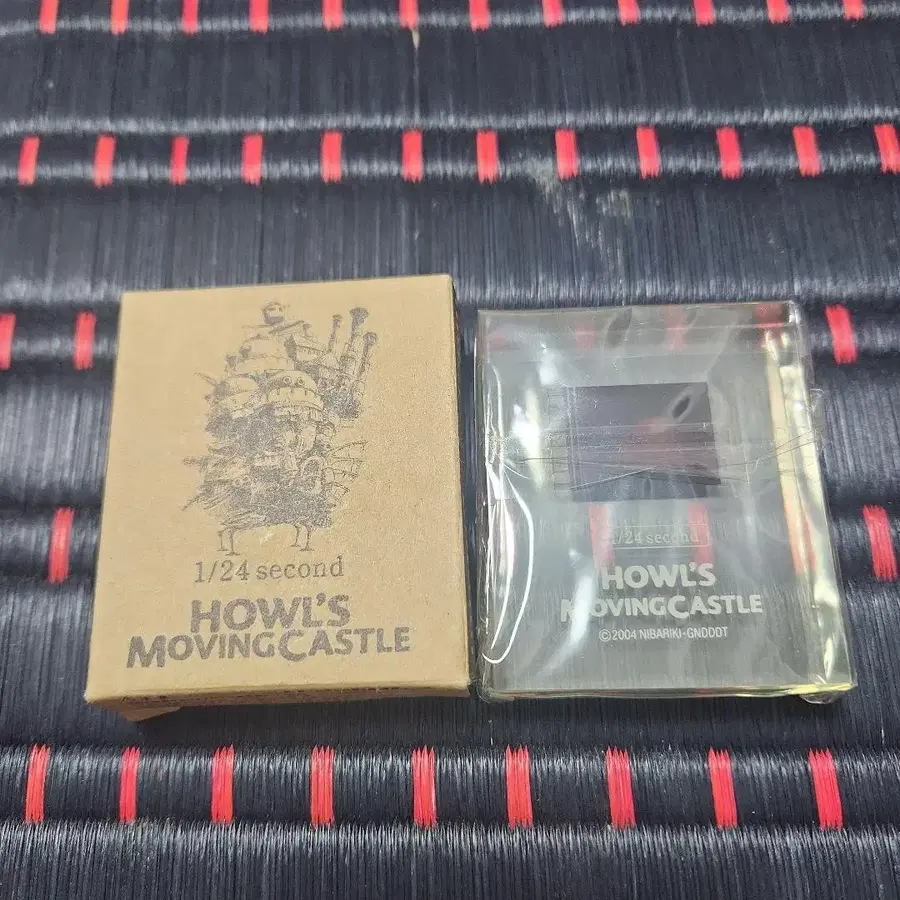 1/24 second
HOWL'S
MOVING CASTLE
1/24 second
HOWL'S
MOVING CASTLE
©2004 NIBARIKI-GNDDDT